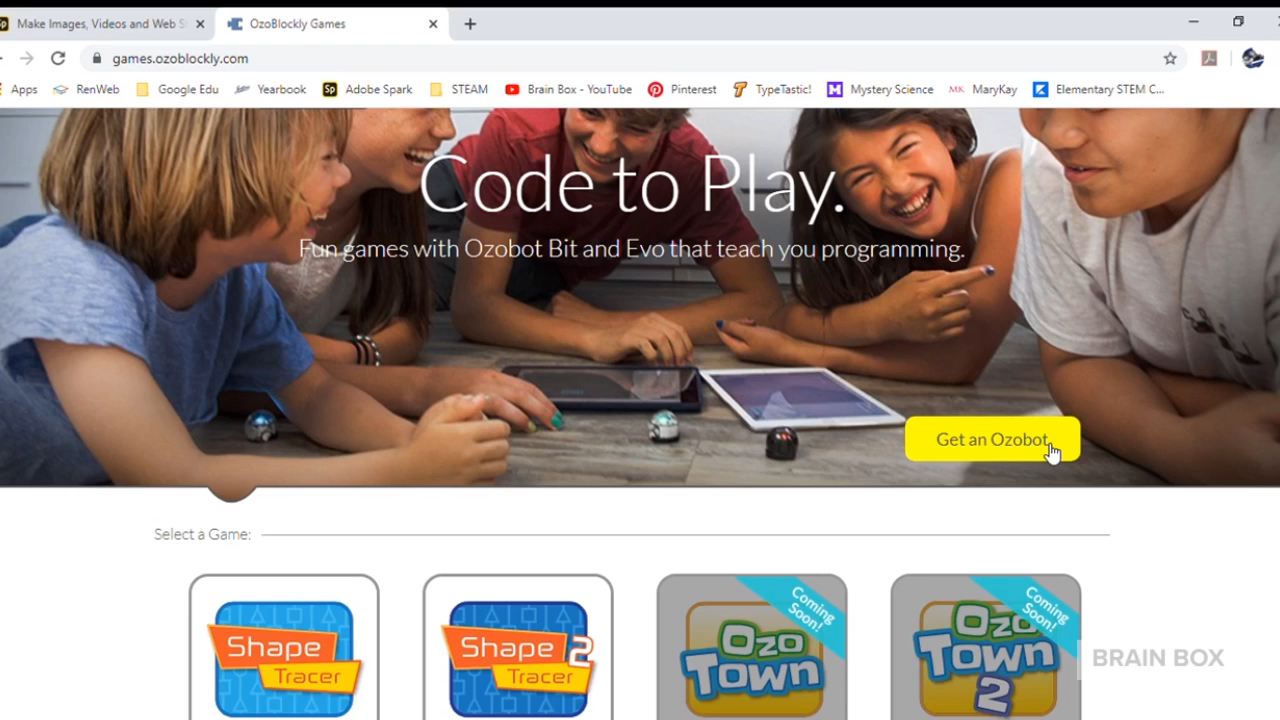 Make Images, Videos and Web S
OzoBlockly Games
games.ozoblockly.com
Apps
RenWeb
Google Edu
Yearbook
Sp
Adobe Spark
STEAM
Brain Box - YouTube
Pinterest
TypeTastic!
Mystery Science
MK
MaryKay
Elementary STEM C...
Code to Play.
Fun games with Ozobot Bit and Evo that teach you programming.
Get an Ozobot
Select a Game:
Shape
Tracer
Shape 2
Tracer
Coming
Soon!
Ozo
Town
Coming
Soon!
Ozo
Town
2
BRAIN BOX